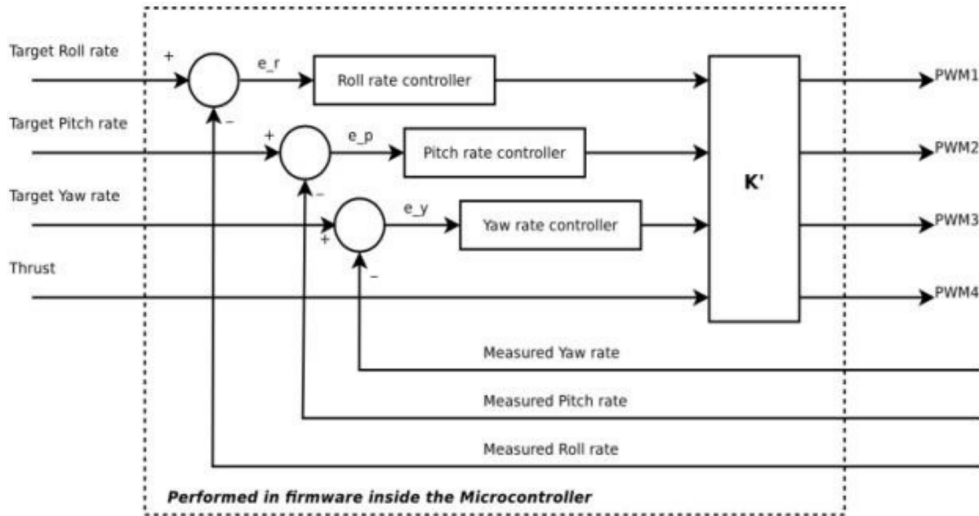 Target Roll rate
+
e_r
Roll rate controller
PWM1
−
Target Pitch rate
+
e_p
Pitch rate controller
PWM2
−
K'
Target Yaw rate
+
e_y
Yaw rate controller
PWM3
−
Thrust
PWM4
Measured Yaw rate
Measured Pitch rate
Measured Roll rate
Performed in firmware inside the Microcontroller